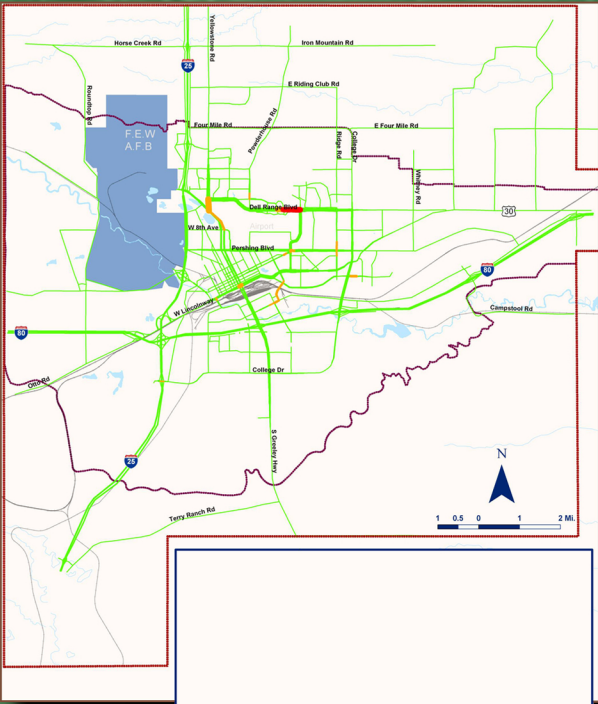 Yellowstone Rd
Horse Creek Rd
Iron Mountain Rd
25
E Riding Club Rd
Roundtop Rd
F.E.W
A.F.B
Powderhouse Rd
Four Mile Rd
Ridge Rd
College Dr
E Four Mile Rd
Whitney Rd
Dell Range Blvd
30
Airport
W 8th Ave
Pershing Blvd
80
W Lincolnway
Campstool Rd
80
Otto Rd
College Dr
S Greeley Hwy
25
N
Terry Ranch Rd
1 0.5 0 1 2 Mi.